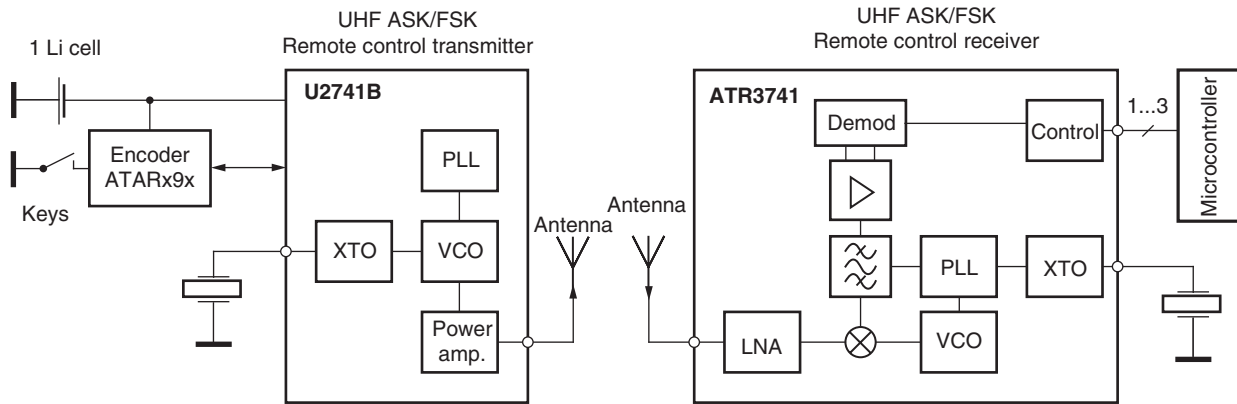 UHF ASK/FSK
Remote control transmitter
UHF ASK/FSK
Remote control receiver
1 Li cell
U2741B
ATR3741
Encoder
ATARx9x
Keys
PLL
XTO
VCO
Power
amp.
Antenna
Antenna
Demod
Control
1...3
Microcontroller
PLL
XTO
LNA
VCO